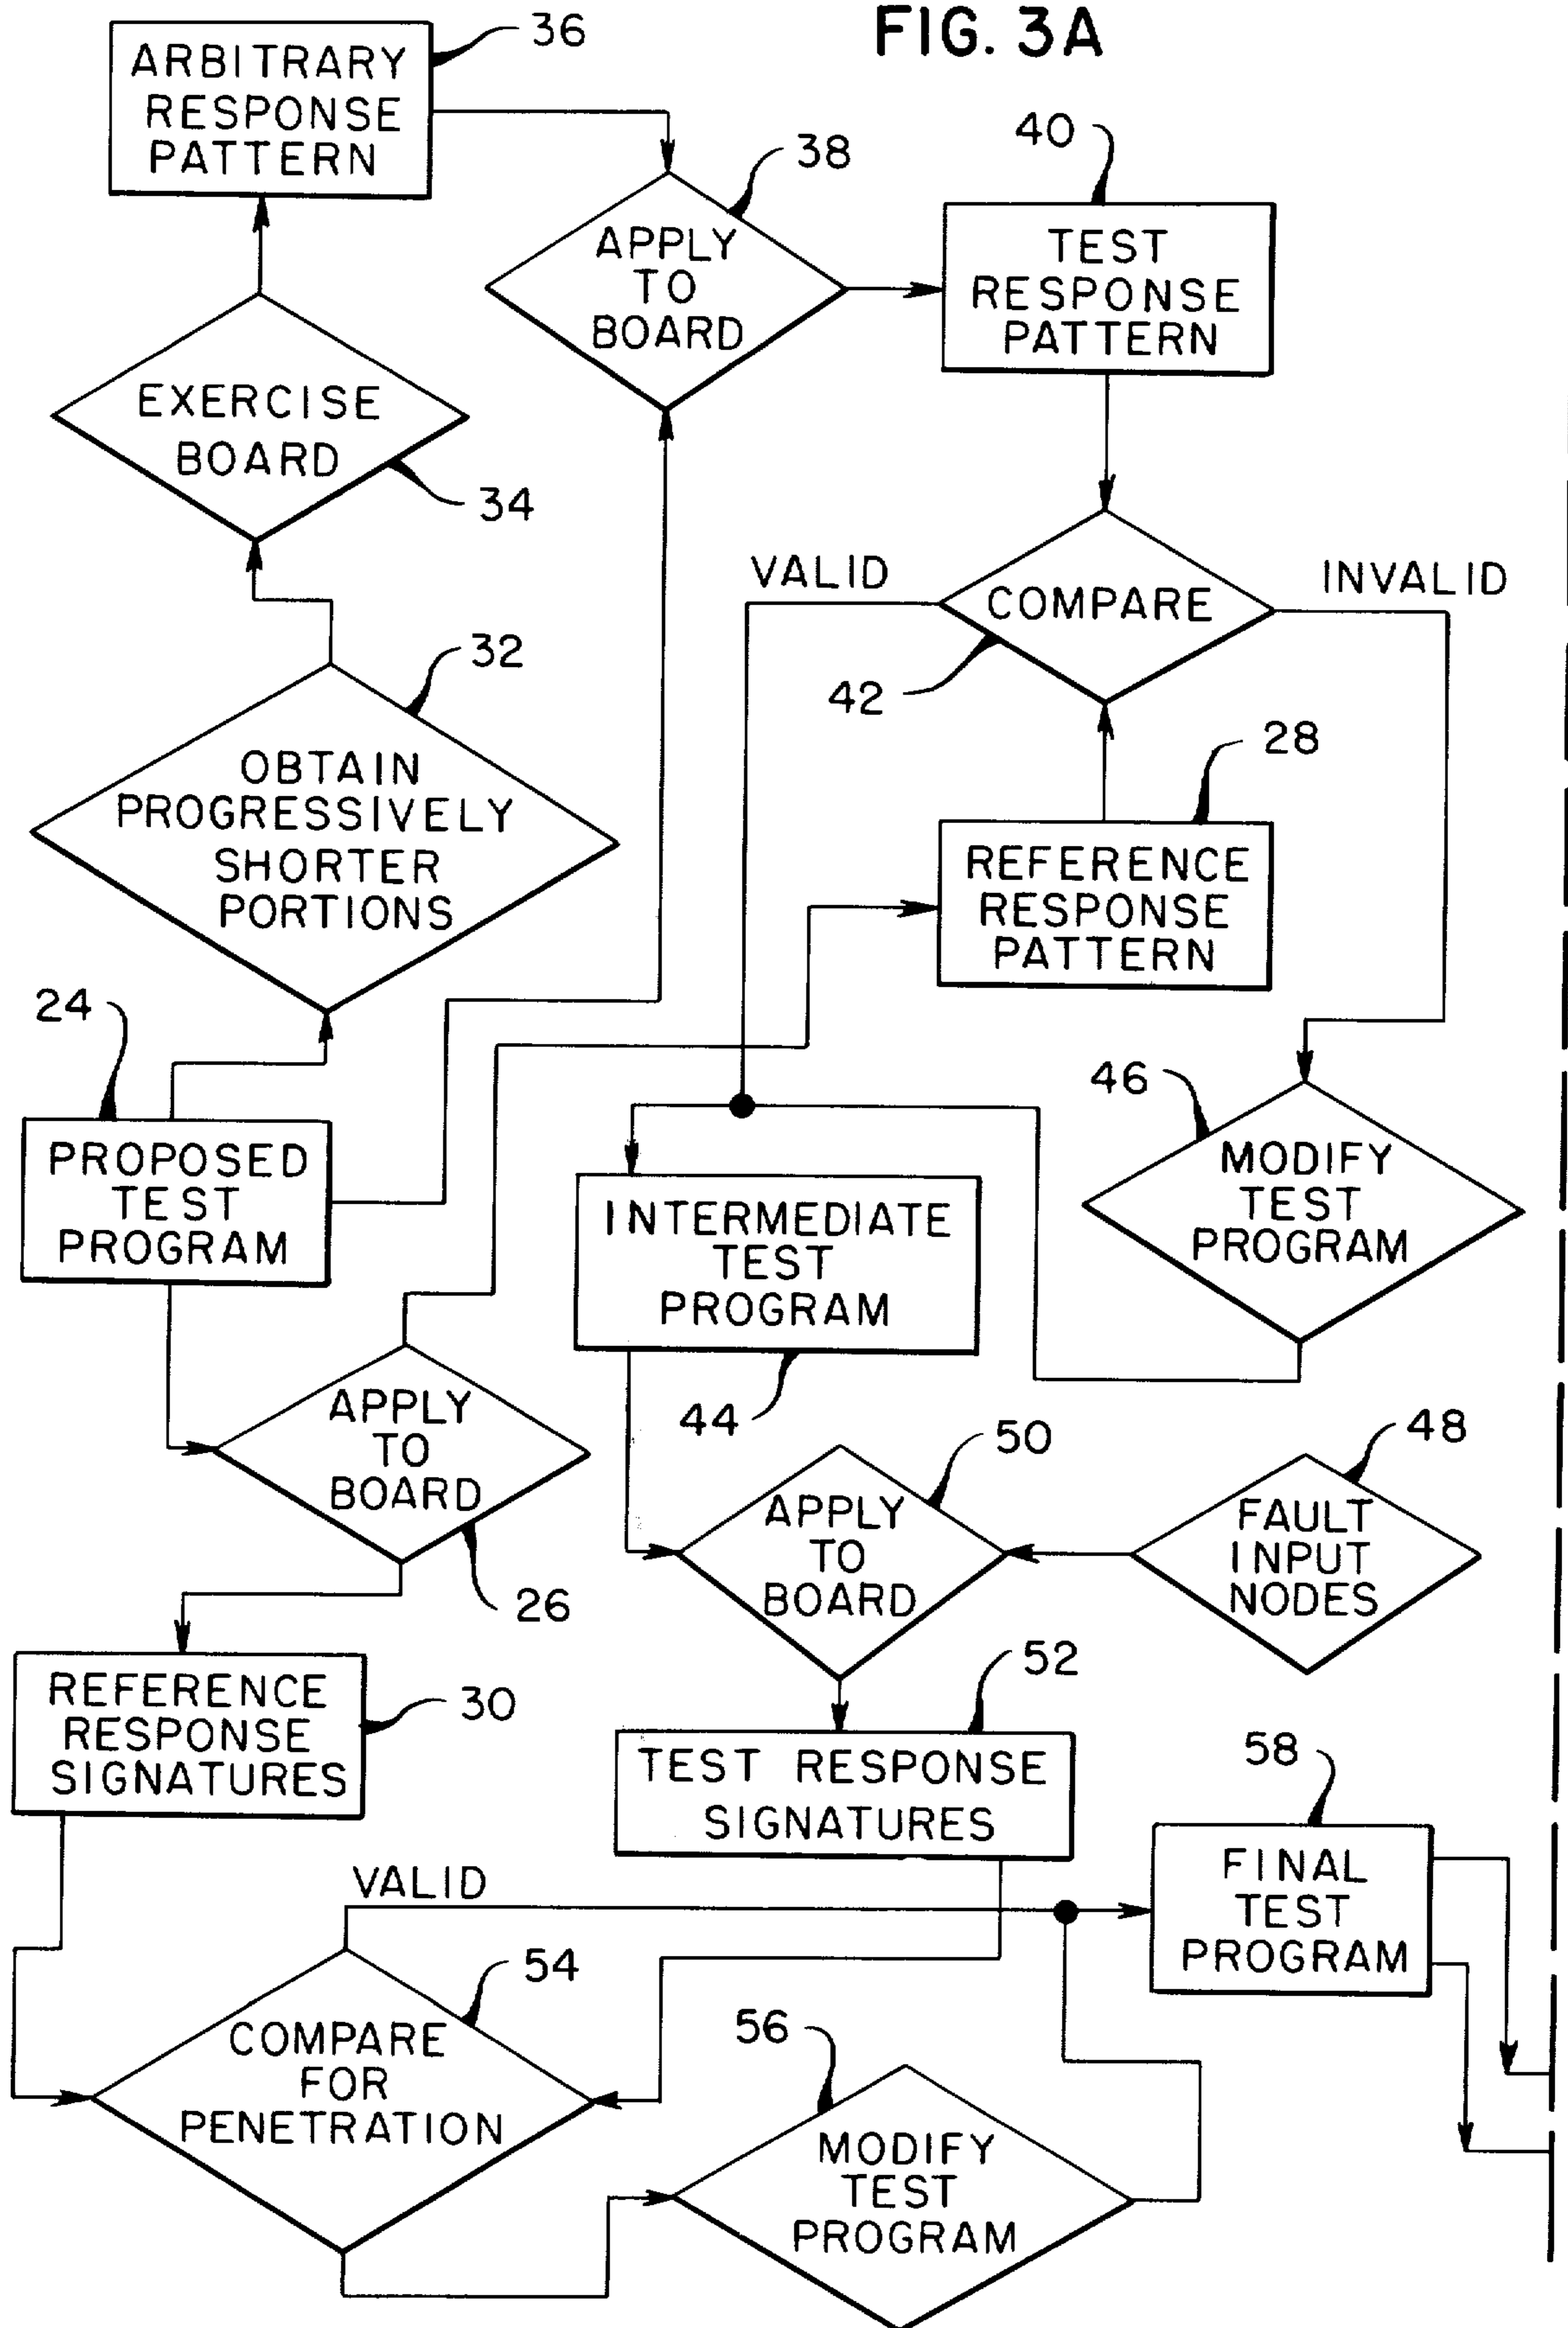 FIG. 3A
36
ARBITRARY
RESPONSE
PATTERN
38
APPLY
TO
BOARD
40
TEST
RESPONSE
PATTERN
EXERCISE
BOARD
34
VALID
COMPARE
INVALID
42
32
OBTAIN
PROGRESSIVELY
SHORTER
PORTIONS
28
REFERENCE
RESPONSE
PATTERN
24
PROPOSED
TEST
PROGRAM
46
MODIFY
TEST
PROGRAM
INTERMEDIATE
TEST
PROGRAM
44
APPLY
TO
BOARD
26
50
APPLY
TO
BOARD
48
FAULT
INPUT
NODES
REFERENCE
RESPONSE
SIGNATURES
30
52
TEST RESPONSE
SIGNATURES
58
FINAL
TEST
PROGRAM
VALID
54
COMPARE
FOR
PENETRATION
56
MODIFY
TEST
PROGRAM